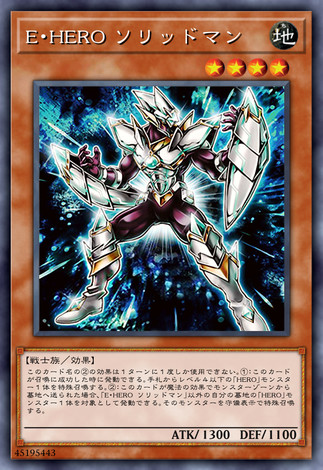 E・HERO ソリッドマン
地
【戦士族／効果】
このカード名の②の効果は１ターンに１度しか使用できない。①：このカード
が召喚に成功した時に発動できる。手札からレベル４以下の「HERO」モンスタ
ー１体を特殊召喚する。②：このカードが魔法の効果でモンスターゾーンから
墓地へ送られた場合、「E・HERO ソリッドマン」以外の自分の墓地の「HERO」モンス
ター１体を対象として発動できる。そのモンスターを守備表示で特殊召喚す
る。
ATK/ 1300 DEF/1100
45195443